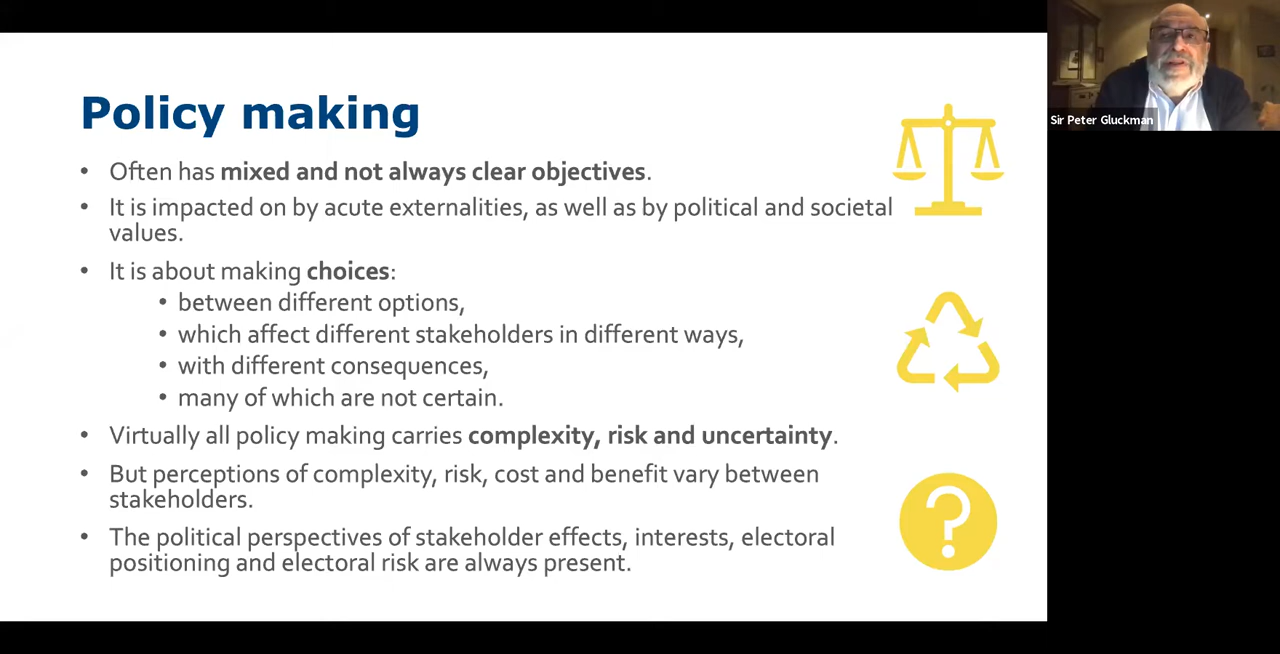 Policy making
• Often has mixed and not always clear objectives.
• It is impacted on by acute externalities, as well as by political and societal
values.
• It is about making choices:
• between different options,
• which affect different stakeholders in different ways,
• with different consequences,
• many of which are not certain.
• Virtually all policy making carries complexity, risk and uncertainty.
• But perceptions of complexity, risk, cost and benefit vary between
stakeholders.
• The political perspectives of stakeholder effects, interests, electoral
positioning and electoral risk are always present.
?
Sir Peter Gluckman